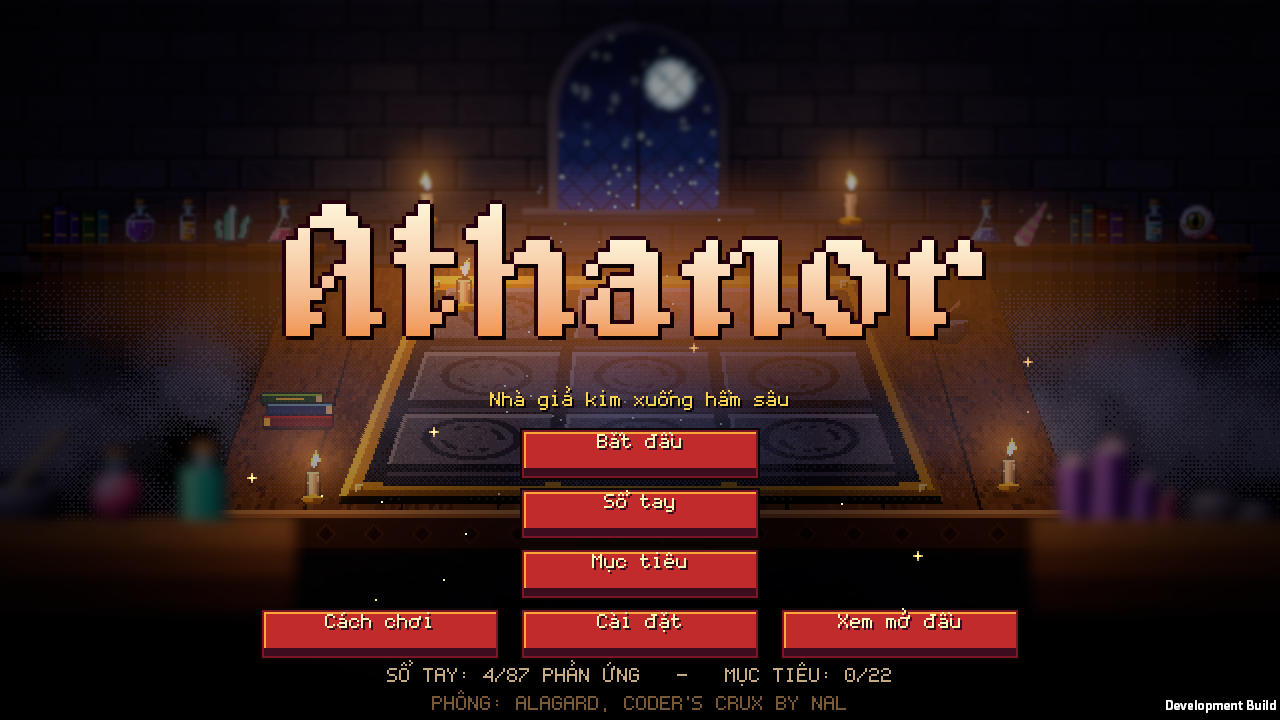 Athanor
Nhà giả kim xuống hầm sâu
Bắt đầu
Sổ tay
Mục tiêu
Cách chơi
Cài đặt
Xem mở đầu
SỔ TAY: 4/87 PHẢN ỨNG - MỤC TIÊU: 0/22
PHÔNG: ALAGARD, CODER'S CRUX BY NAL
Development Build